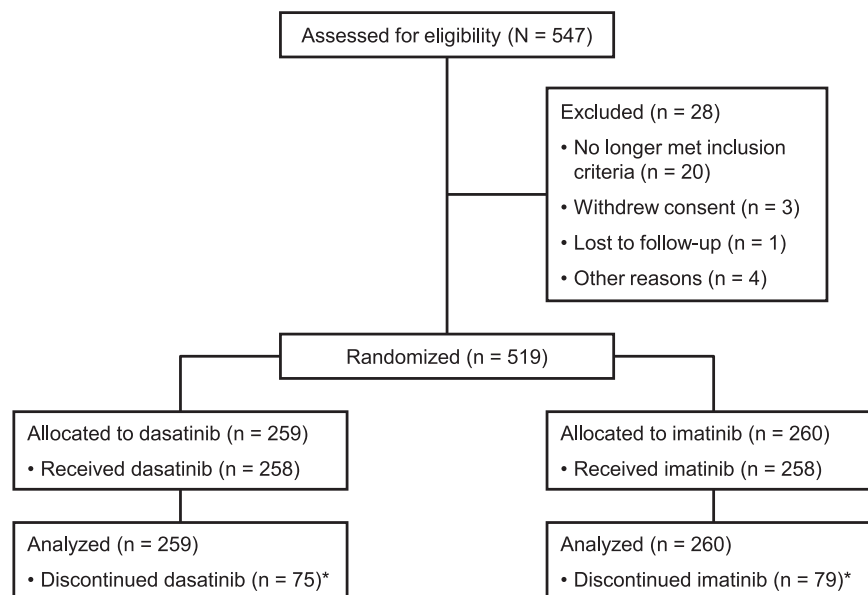 Assessed for eligibility (N = 547)
Excluded (n = 28)
• No longer met inclusion
criteria (n = 20)
• Withdrew consent (n = 3)
• Lost to follow-up (n = 1)
• Other reasons (n = 4)
Randomized (n = 519)
Allocated to dasatinib (n = 259)
• Received dasatinib (n = 258)
Allocated to imatinib (n = 260)
• Received imatinib (n = 258)
Analyzed (n = 259)
• Discontinued dasatinib (n = 75)*
Analyzed (n = 260)
• Discontinued imatinib (n = 79)*